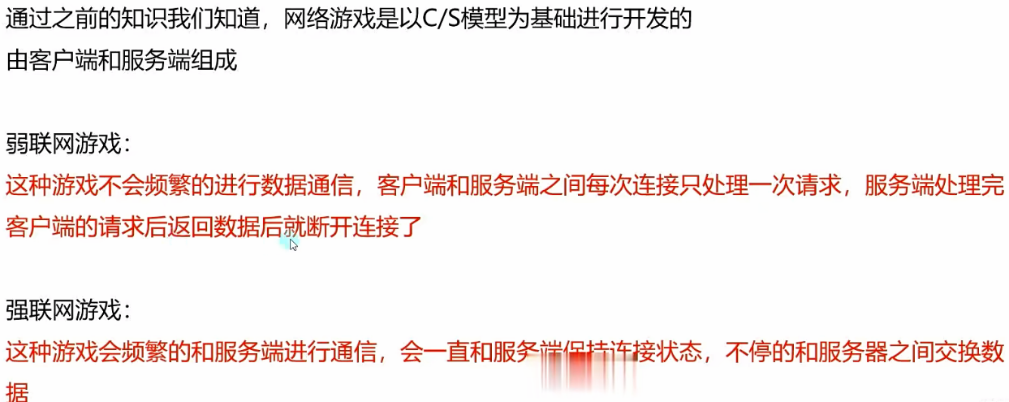 通过之前的知识我们知道，网络游戏是以C/S模型为基础进行开发的
由客户端和服务端组成
弱联网游戏：
这种游戏不会频繁的进行数据通信，客户端和服务端之间每次连接只处理一次请求，服务端处理完
客户端的请求后返回数据后就断开连接了
强联网游戏：
这种游戏会频繁的和服务端进行通信，会一直和服务端保持连接状态，不停的和服务器之间交换数
据